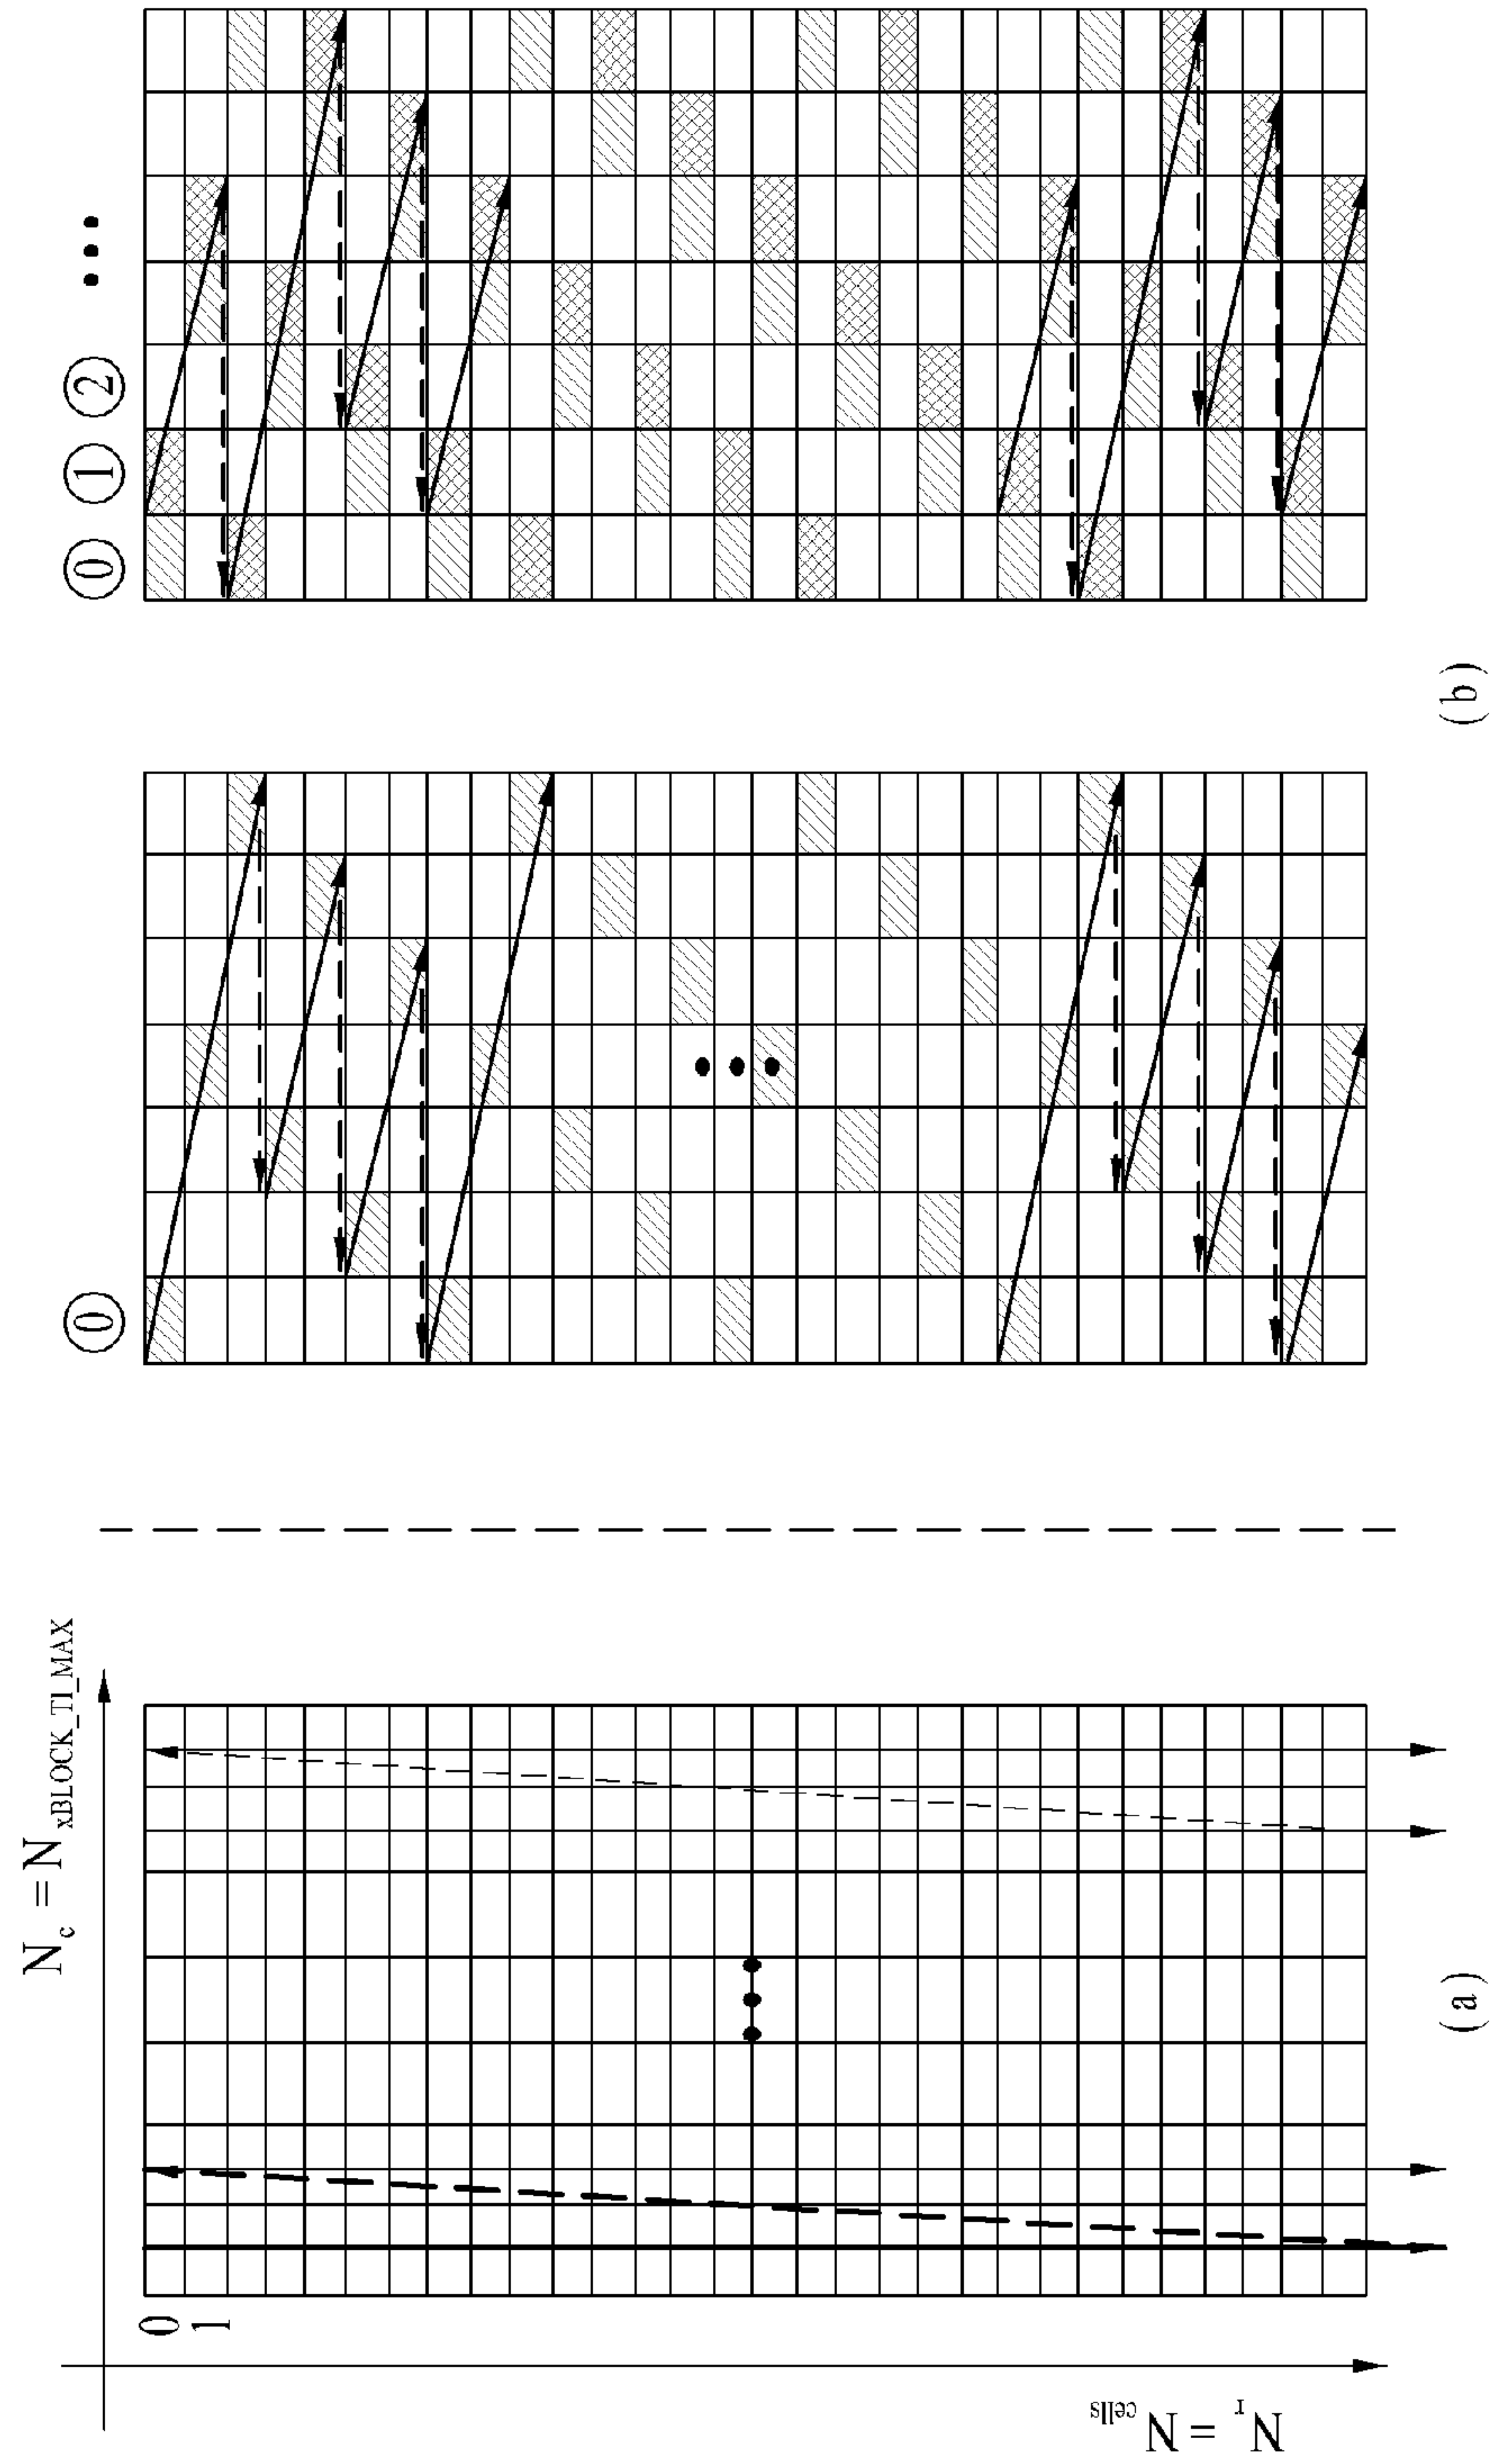 N_c = N_xBLOCK_TI_MAX
0
1
N_r = N_cells
(a)
0
0 1 2 •••
(b)